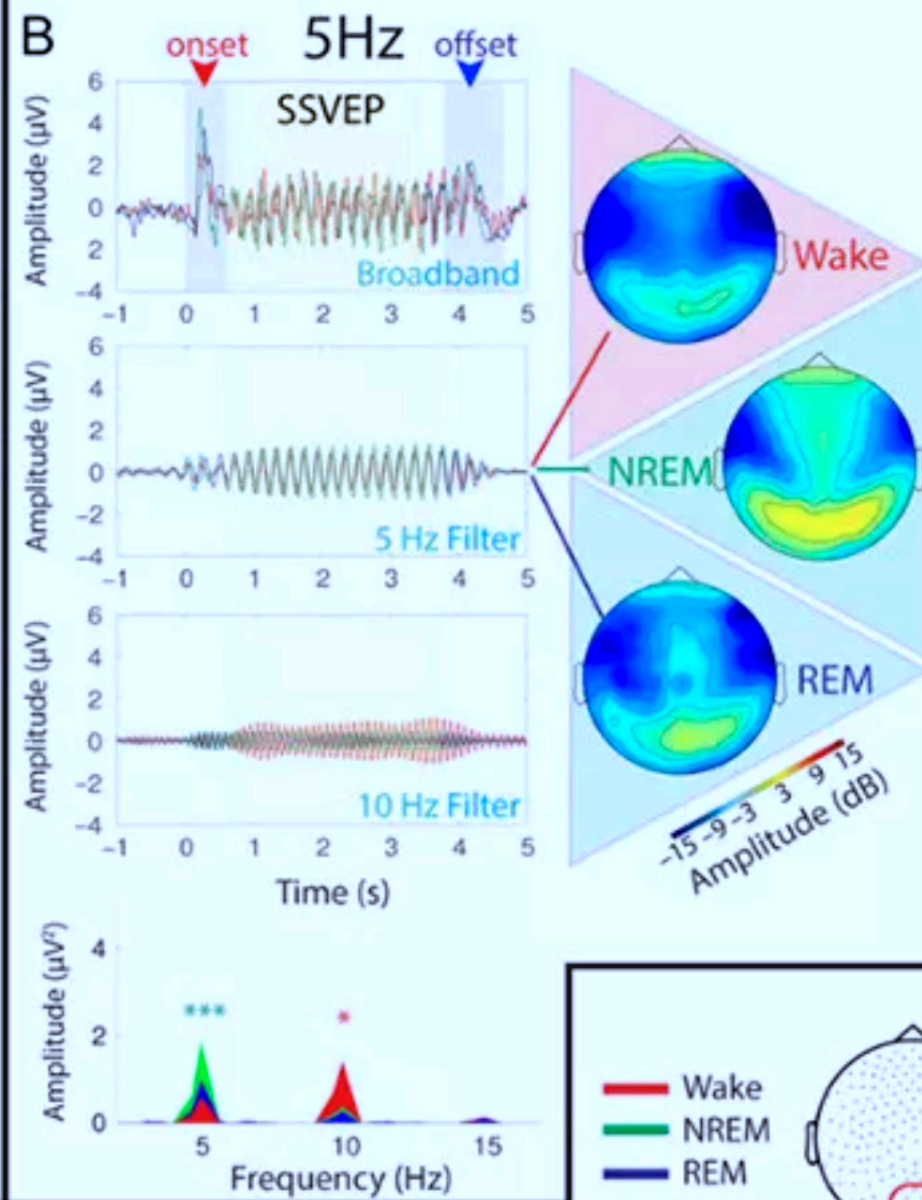 B
onset 5Hz offset
SSVEP
Amplitude (μV)
6
4
2
0
2
−4
Broadband
−1 0 1 2 3 4 5
Amplitude (μV)
6
4
2
0
−2
−4
5 Hz Filter
−1 0 1 2 3 4 5
Amplitude (μV)
6
4
2
0
−2
−4
10 Hz Filter
−1 0 1 2 3 4 5
Time (s)
Wake
NREM
REM
−15 −9 −3 3 9 15
Amplitude (dB)
Amplitude (μV²)
4
2
0
***
*
5 10 15
Frequency (Hz)
Wake
NREM
REM